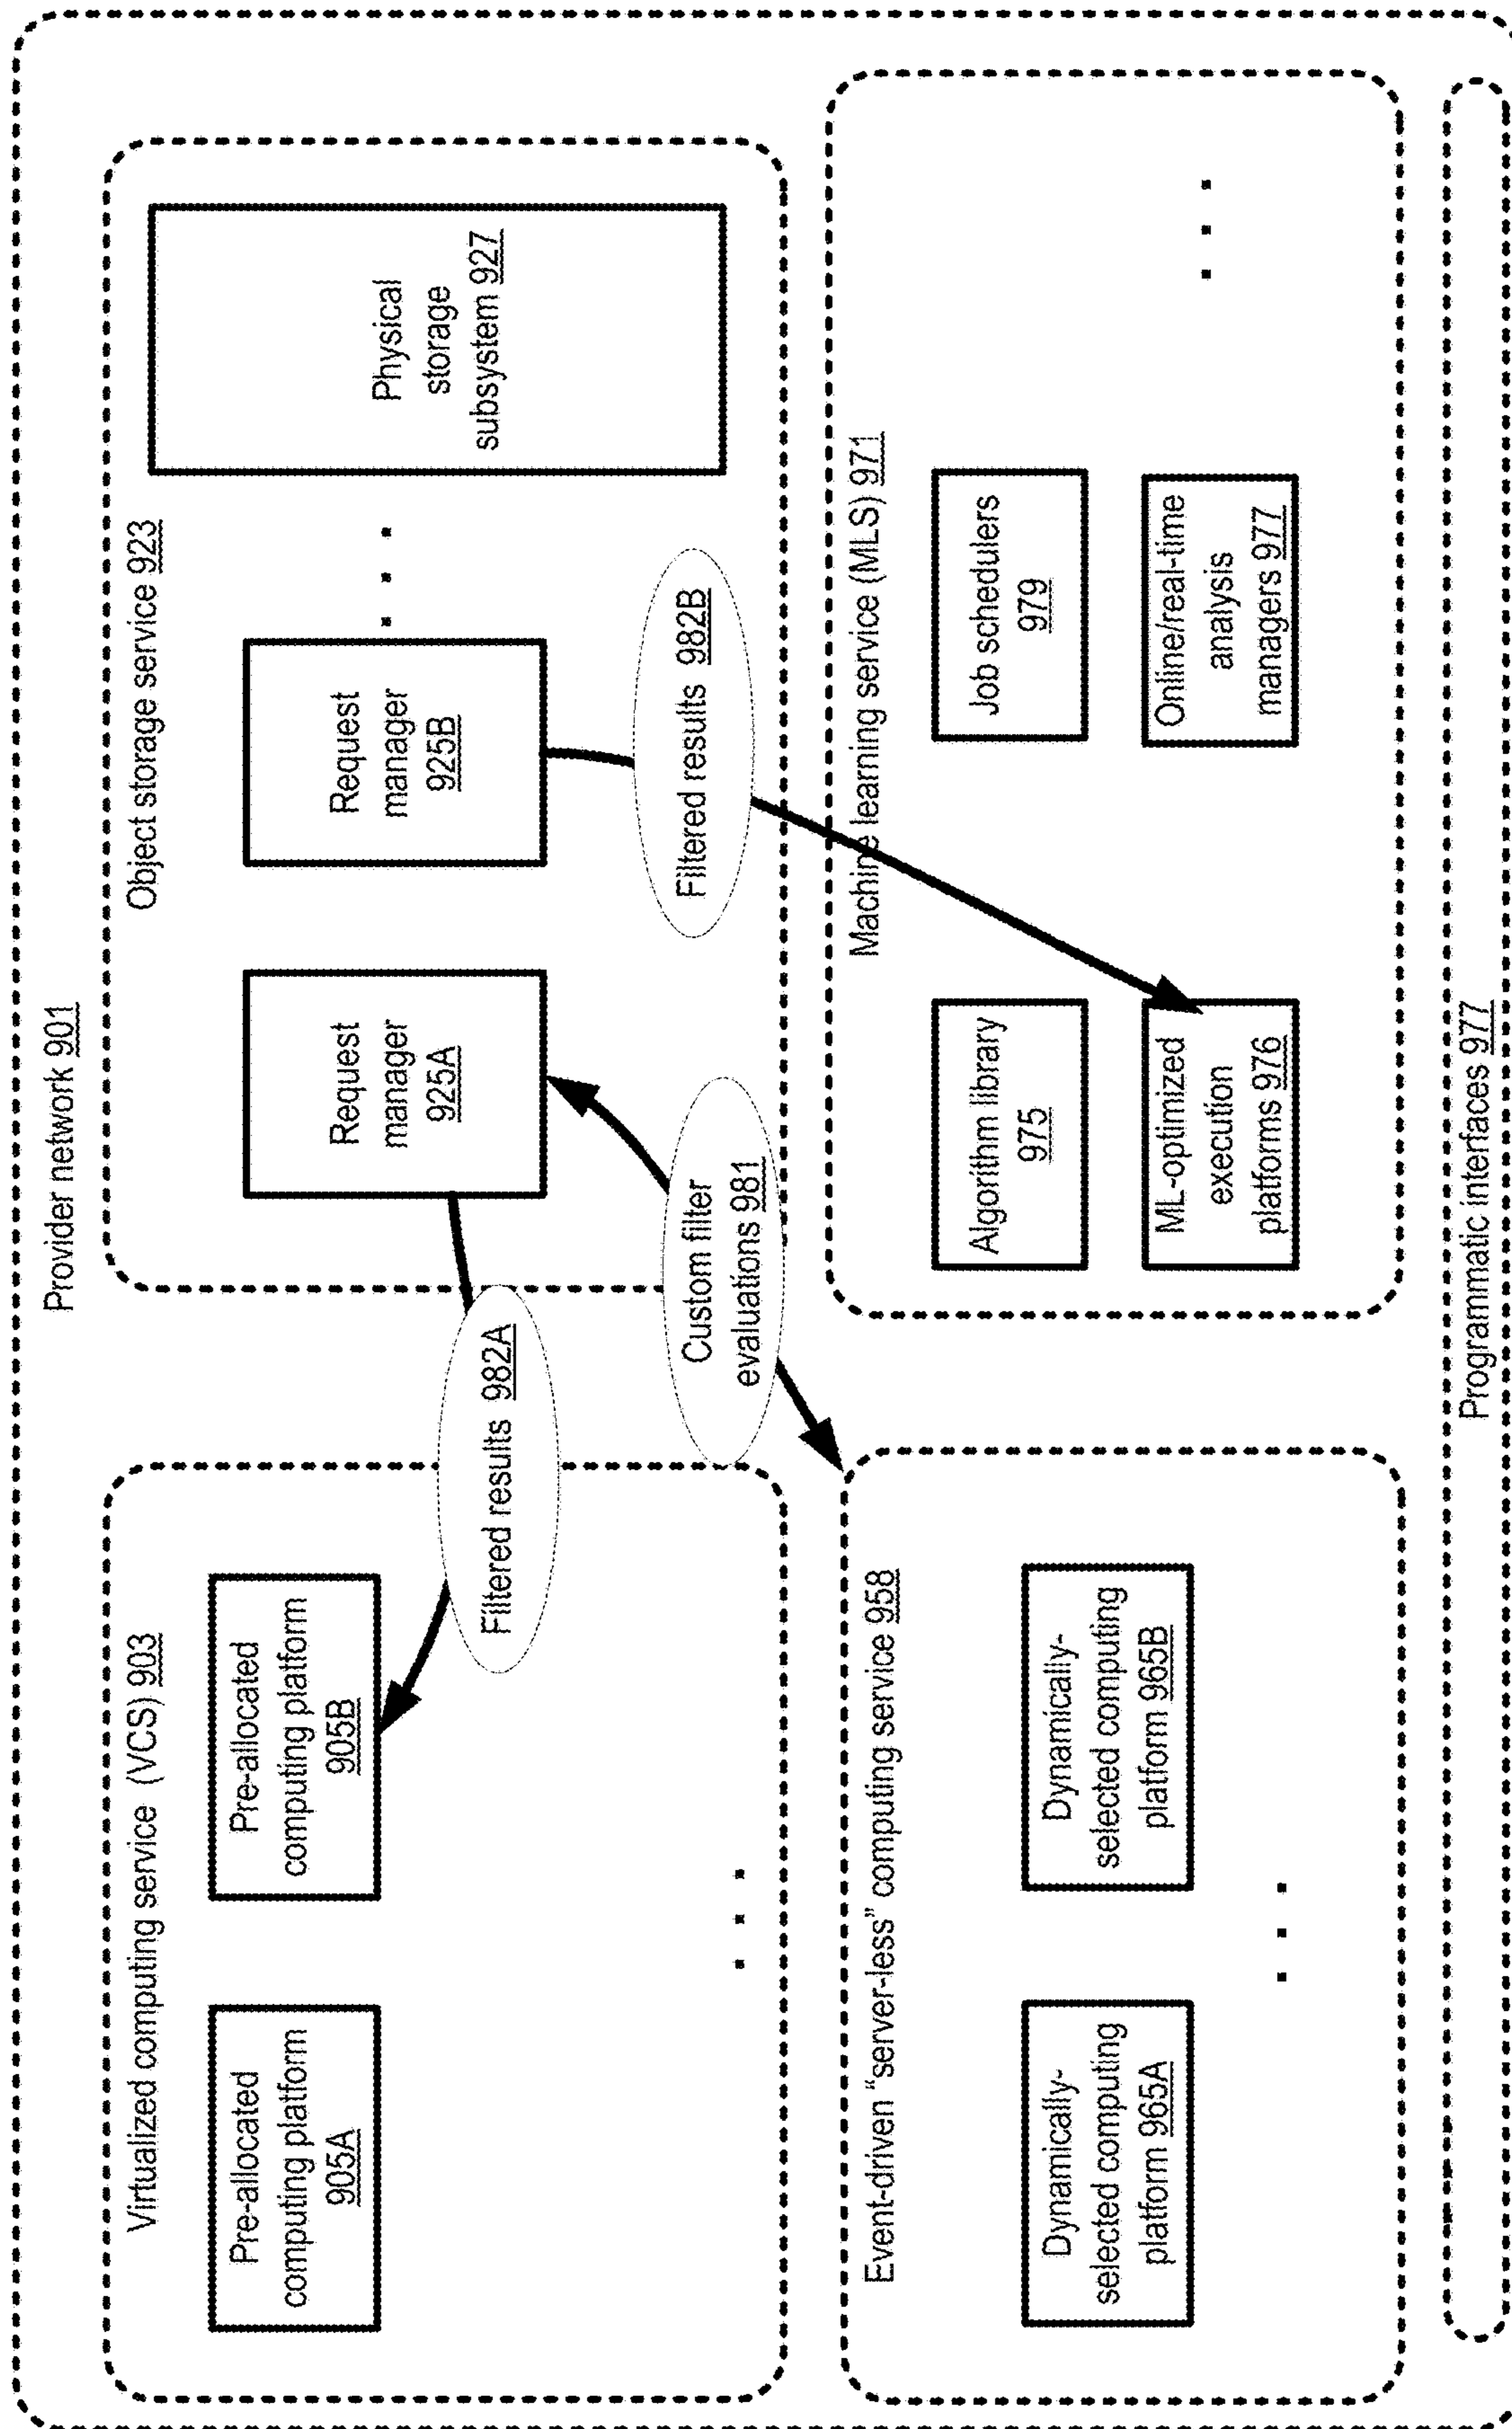 Provider network 901
Virtualized computing service (VCS) 903
Pre-allocated
computing platform
905A
Pre-allocated
computing platform
905B
. . .
Filtered results 982A
Object storage service 923
Request
manager
925A
Request
manager
925B
. . .
Physical
storage
subsystem 927
Custom filter
evaluations 981
Filtered results 982B
Event-driven “server-less” computing service 958
Dynamically-
selected computing
platform 965A
Dynamically-
selected computing
platform 965B
. . .
Machine learning service (MLS) 971
Algorithm library
975
Job schedulers
979
ML-optimized
execution
platforms 976
Online/real-time
analysis
managers 977
. . .
Programmatic interfaces 977